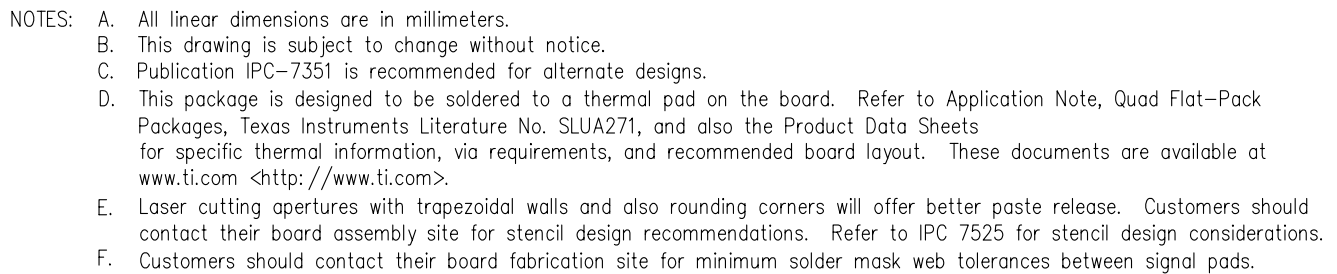 NOTES: A. All linear dimensions are in millimeters.
B. This drawing is subject to change without notice.
C. Publication IPC-7351 is recommended for alternate designs.
D. This package is designed to be soldered to a thermal pad on the board. Refer to Application Note, Quad Flat-Pack
Packages, Texas Instruments Literature No. SLUA271, and also the Product Data Sheets
for specific thermal information, via requirements, and recommended board layout. These documents are available at
www.ti.com <http://www.ti.com>.
E. Laser cutting apertures with trapezoidal walls and also rounding corners will offer better paste release. Customers should
contact their board assembly site for stencil design recommendations. Refer to IPC 7525 for stencil design considerations.
F. Customers should contact their board fabrication site for minimum solder mask web tolerances between signal pads.